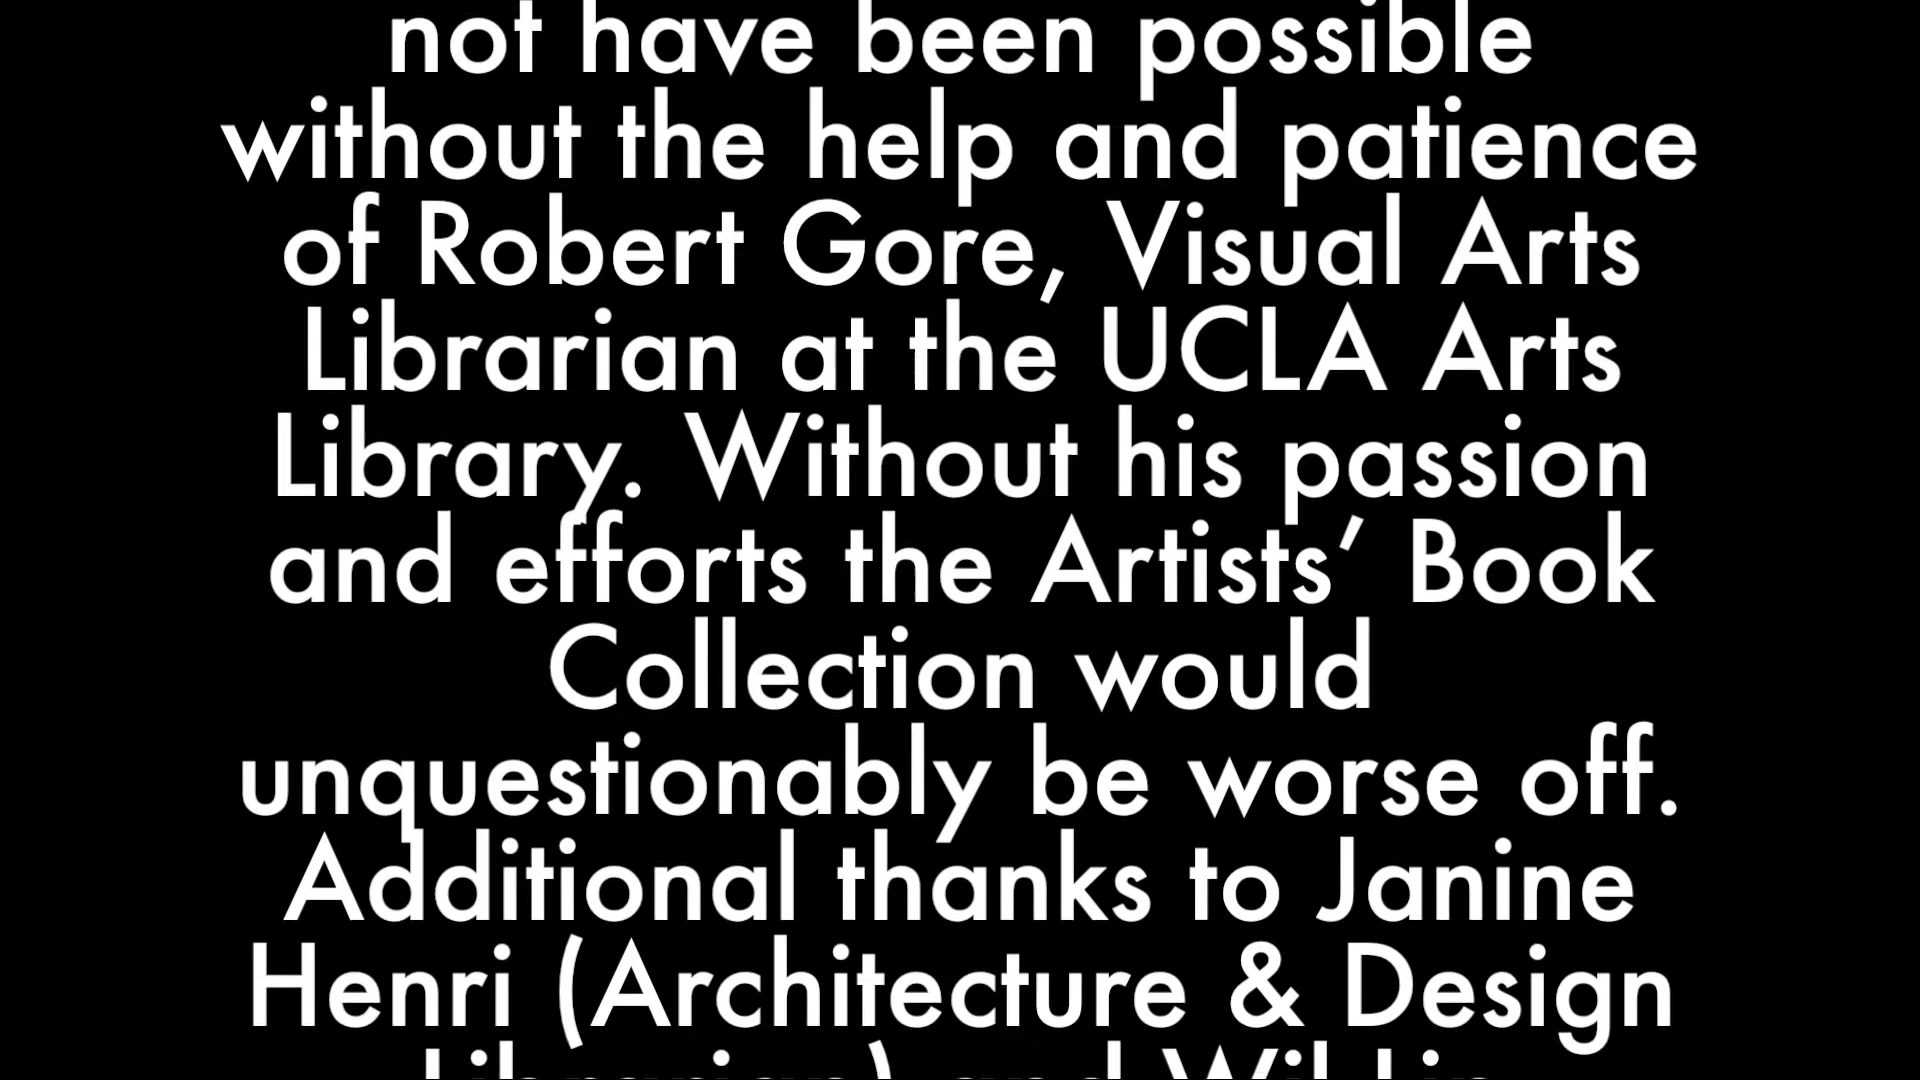 not have been possible
without the help and patience
of Robert Gore, Visual Arts
Librarian at the UCLA Arts
Library. Without his passion
and efforts the Artists’ Book
Collection would
unquestionably be worse off.
Additional thanks to Janine
Henri (Architecture & Design
Librarian) and